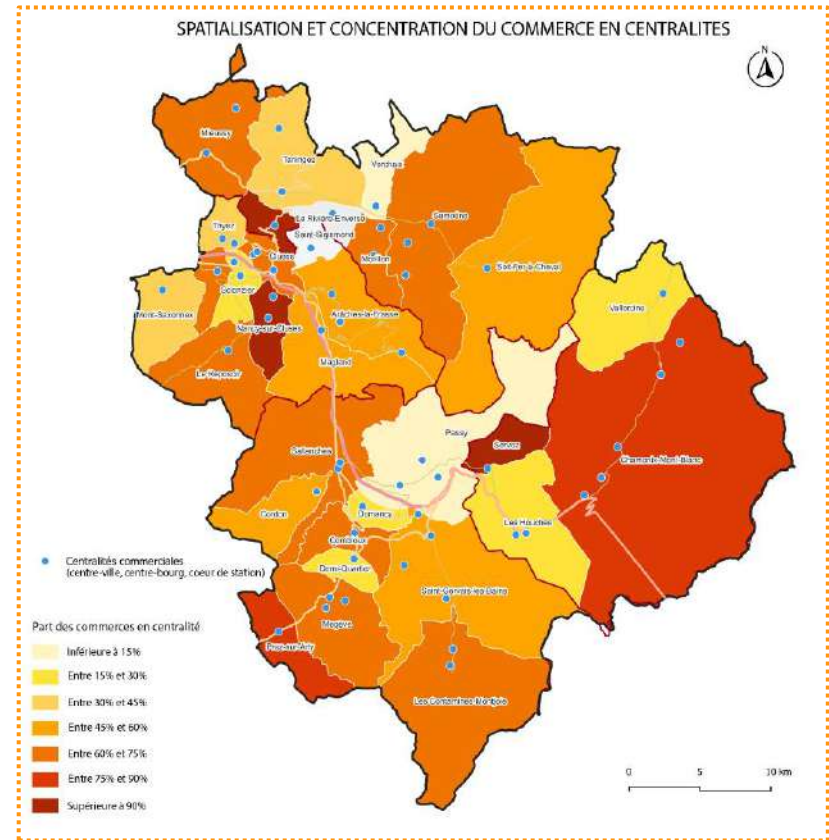 SPATIALISATION ET CONCENTRATION DU COMMERCE EN CENTRALITES
N
Mieussy
Taninges
Verchaix
La Rivière-Enverse
Samoëns
Thyez
Saint-Sigismond
Cluses
Morillon
Sixt-Fer-à-Cheval
Scionzier
Vallorcine
Mont-Saxonnex
Arâches-la-Frasse
Nancy-sur-Cluses
Magland
Le Reposoir
Passy
Servoz
Sallanches
Chamonix-Mont-Blanc
Cordon
Domancy
Les Houches
Combloux
Centralités commerciales
(centre-ville, centre-bourg, coeur de station)
Demi-Quartier
Saint-Gervais-les-Bains
Megève
Part des commerces en centralité
Praz-sur-Arly
Inférieure à 15%
Entre 15% et 30%
Les Contamines-Montjoie
Entre 30% et 45%
Entre 45% et 60%
Entre 60% et 75%
Entre 75% et 90%
Supérieure à 90%
0 5 10 km